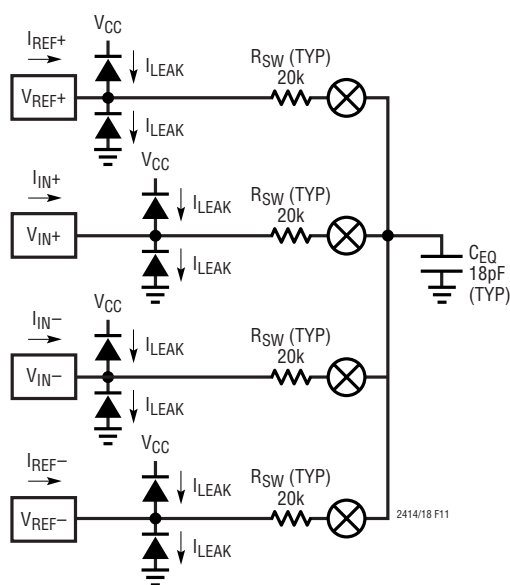 VCC
IREF+
ILEAK
RSW (TYP)
20k
VREF+
ILEAK
VCC
IIN+
ILEAK
RSW (TYP)
20k
VIN+
ILEAK
CEQ
18pF
(TYP)
VCC
IIN–
ILEAK
RSW (TYP)
20k
VIN–
ILEAK
VCC
IREF–
ILEAK
RSW (TYP)
20k
VREF–
2414/18 F11
ILEAK